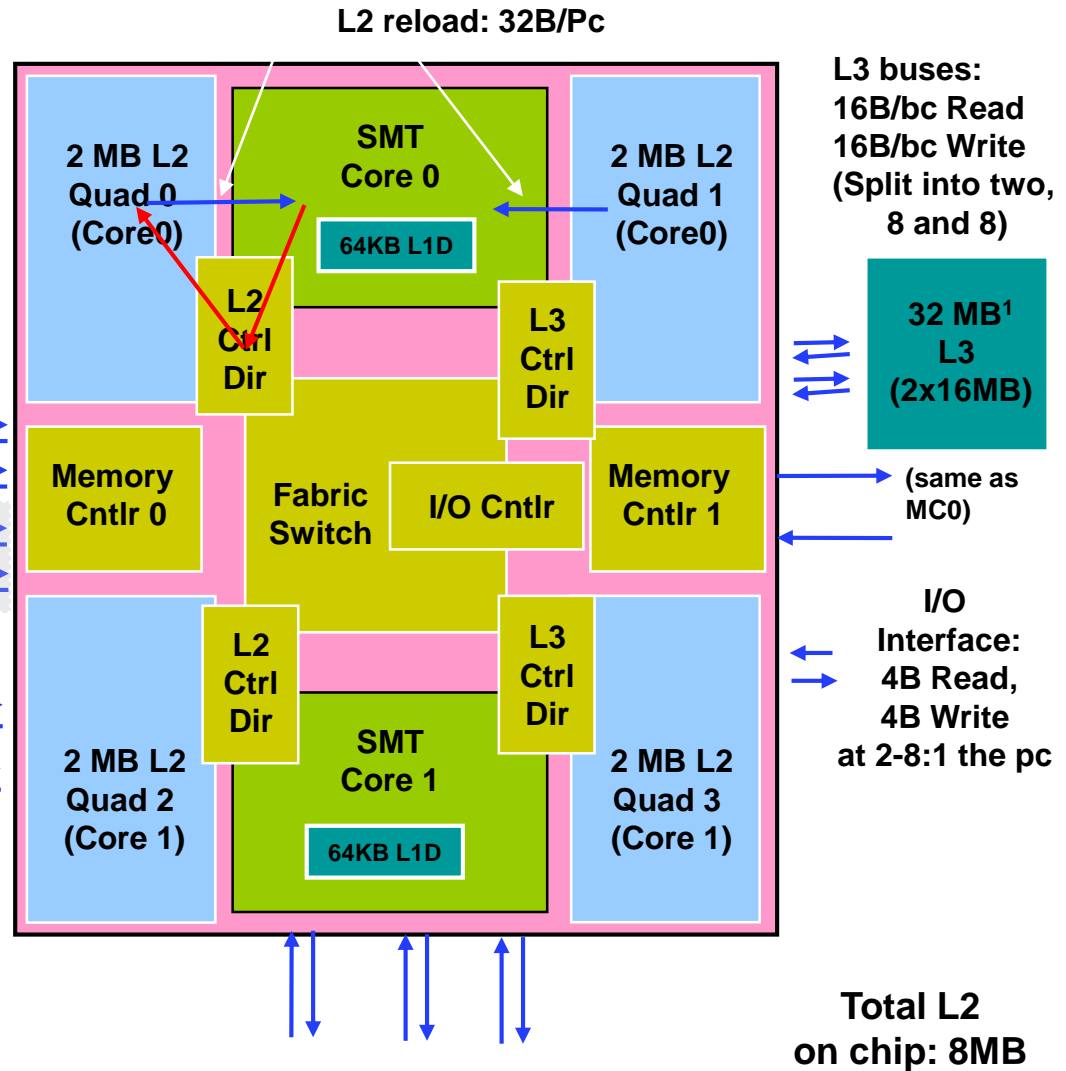 L2 reload: 32B/Pc
L3 buses:
16B/bc Read
16B/bc Write
(Split into two,
8 and 8)
2 MB L2
Quad 0
(Core0)
SMT
Core 0
64KB L1D
2 MB L2
Quad 1
(Core0)
L2
Ctrl
Dir
L3
Ctrl
Dir
32 MB1
L3
(2x16MB)
Memory
Cntlr 0
Fabric
Switch
I/O Cntlr
Memory
Cntlr 1
(same as
MC0)
L2
Ctrl
Dir
L3
Ctrl
Dir
I/O
Interface:
4B Read,
4B Write
at 2-8:1 the pc
2 MB L2
Quad 2
(Core 1)
SMT
Core 1
64KB L1D
2 MB L2
Quad 3
(Core 1)
Total L2
on chip: 8MB